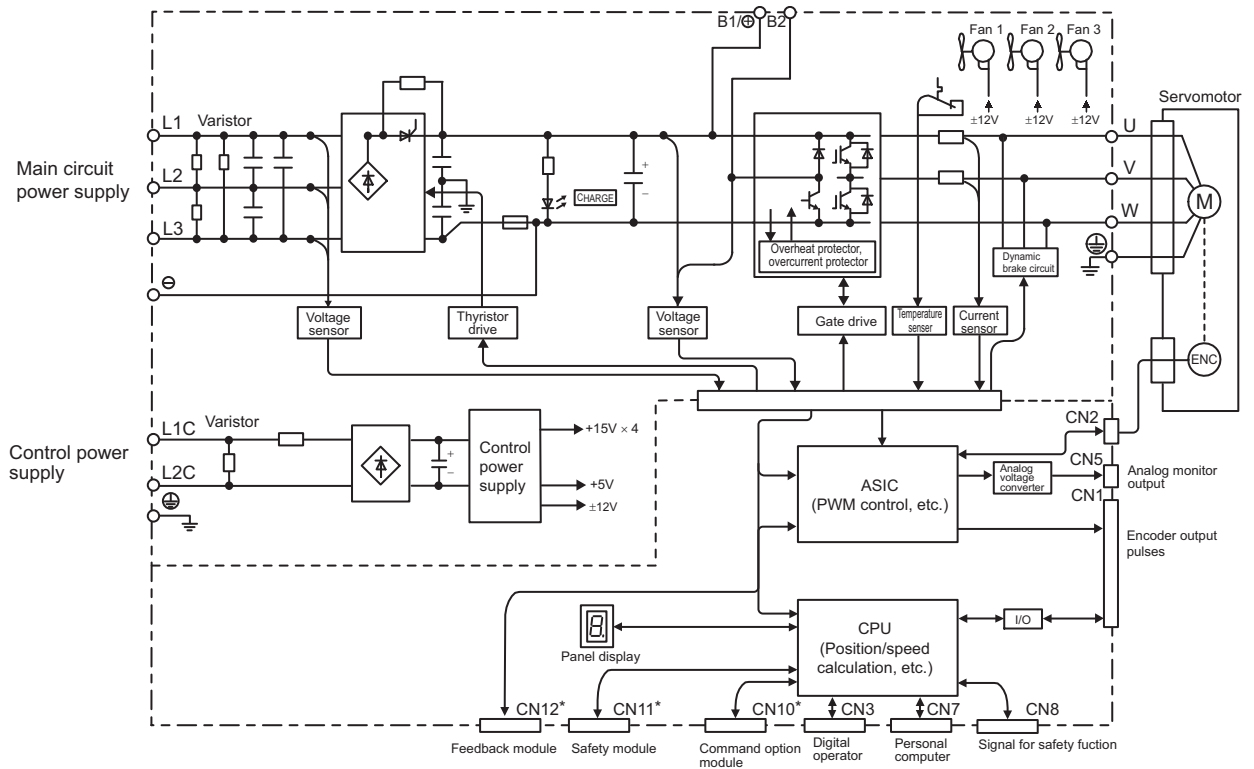 B1/⊕ B2
Fan 1 Fan 2 Fan 3
±12V ±12V ±12V
Servomotor
Main circuit
power supply
L1 Varistor
L2
L3
⊖
+
–
CHARGE
Overheat protector,
overcurrent protector
U
V
W
M
Dynamic
brake circuit
Voltage
sensor
Thyristor
drive
Voltage
sensor
Gate drive
Temperature
senser
Current
sensor
ENC
Control power
supply
L1C Varistor
L2C
+
–
Control
power
supply
+15V × 4
+5V
±12V
ASIC
(PWM control, etc.)
Analog
voltage
converter
CN2
CN5
Analog monitor
output
CN1
Encoder output
pulses
8.
Panel display
CPU
(Position/speed
calculation, etc.)
I/O
CN12* CN11* CN10* CN3 CN7 CN8
Feedback module
Safety module
Command option
module
Digital
operator
Personal
computer
Signal for safety fuction